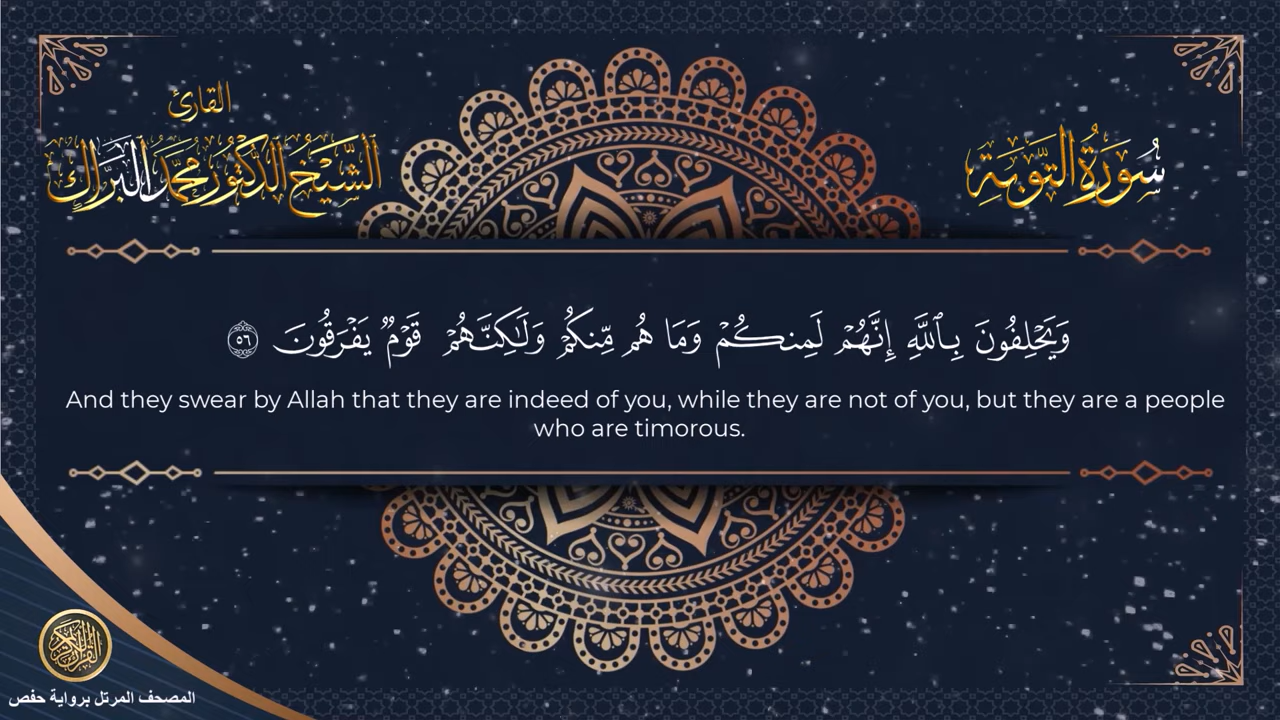 القارئ
الشيخ الدكتور محمد البراك
سورة التوبة
وَيَحْلِفُونَ بِٱللَّهِ إِنَّهُمْ لَمِنكُمْ وَمَا هُم مِّنكُمْ وَلَـٰكِنَّهُمْ قَوْمٌ يَفْرَقُونَ ٥٦
And they swear by Allah that they are indeed of you, while they are not of you, but they are a people
who are timorous.
القرآن الكريم
المصحف المرتل برواية حفص